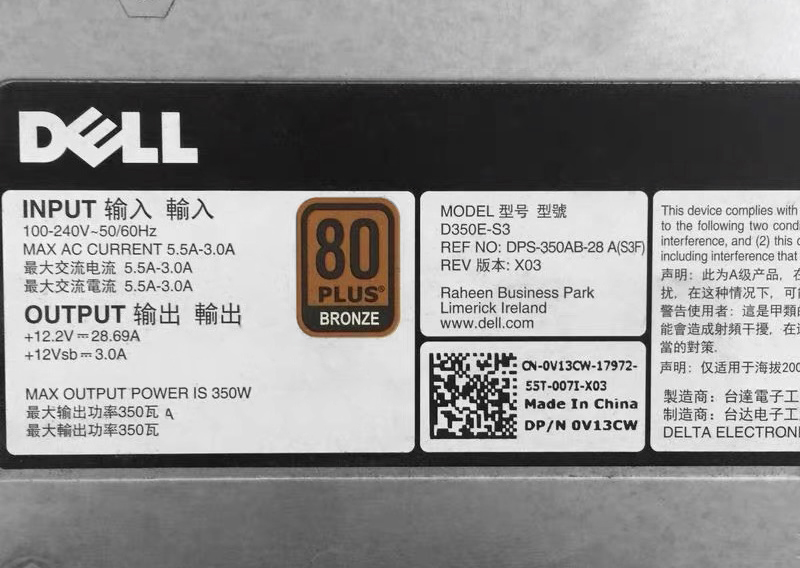 DELL
INPUT 输入 輸入
100-240V~50/60Hz
MAX AC CURRENT 5.5A-3.0A
最大交流电流 5.5A-3.0A
最大交流電流 5.5A-3.0A
OUTPUT 输出 輸出
+12.2V⎓28.69A
+12Vsb⎓3.0A
MAX OUTPUT POWER IS 350W
最大输出功率350瓦
最大輸出功率350瓦
80
PLUS®
BRONZE
MODEL 型号 型號
D350E-S3
REF NO: DPS-350AB-28 A(S3F)
REV 版本: X03
Raheen Business Park
Limerick Ireland
www.dell.com
CN-0V13CW-17972-
55T-007I-X03
Made In China
DP/N 0V13CW
This device complies with
to the following two condi
interference, and (2) this
including interference that
声明：此为A级产品，在
扰，在这种情况下，可能
警告使用者：這是甲類的
能會造成射頻干擾，在這
當的對策.
声明：仅适用于海拔200
製造商：台達電子工
制造商：台达电子工
DELTA ELECTRONI